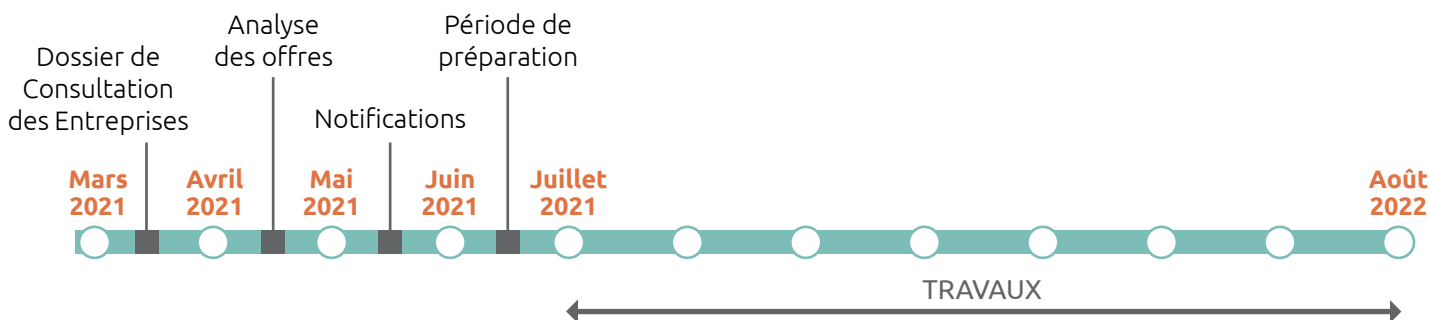 Dossier de
Consultation
des Entreprises
Analyse
des offres
Notifications
Période de
préparation
Mars
2021
Avril
2021
Mai
2021
Juin
2021
Juillet
2021
Août
2022
TRAVAUX